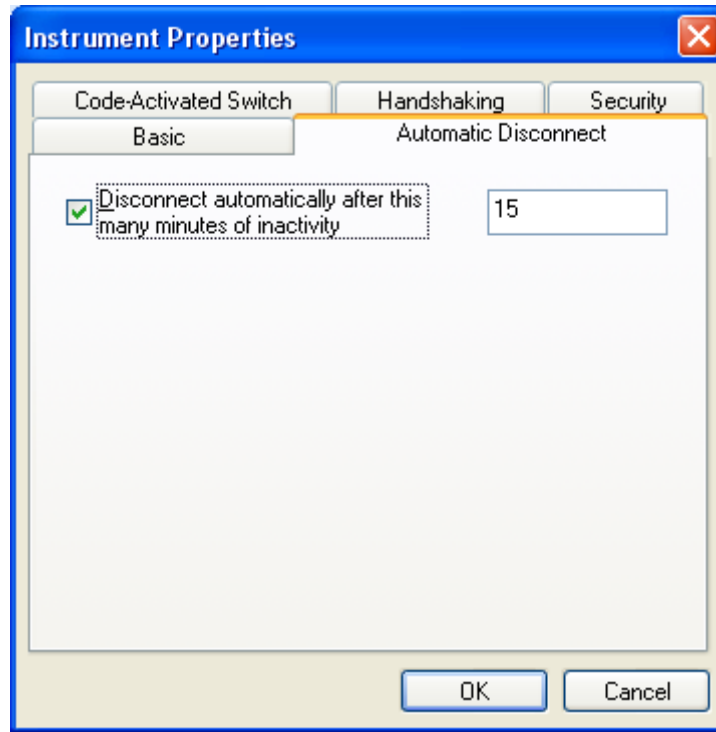 Instrument Properties
Code-Activated Switch
Handshaking
Security
Basic
Automatic Disconnect
Disconnect automatically after this
many minutes of inactivity
15
OK
Cancel